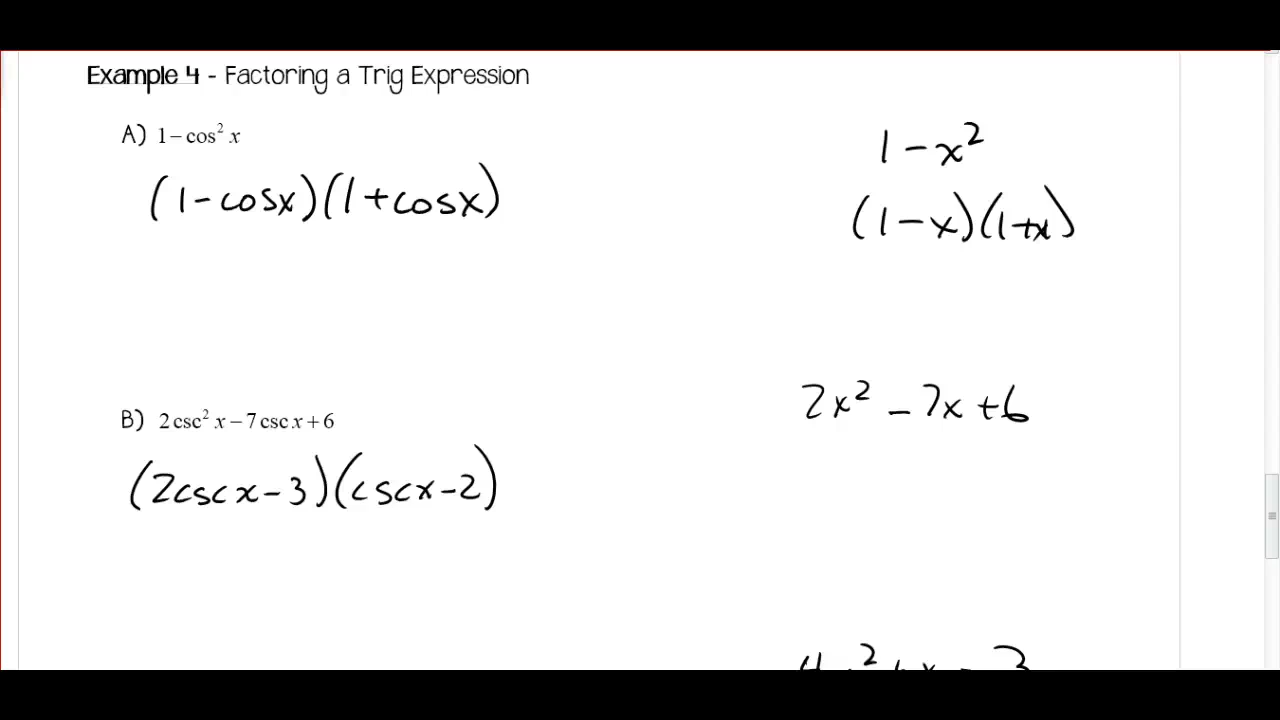 Example 4 - Factoring a Trig Expression
A) 1 − cos² x
1 − x²
(1 - cosx)(1 + cosx)
(1 − x)(1+x)
2x² − 7x + 6
B) 2 csc² x − 7 csc x + 6
(2cscx - 3)(cscx - 2)